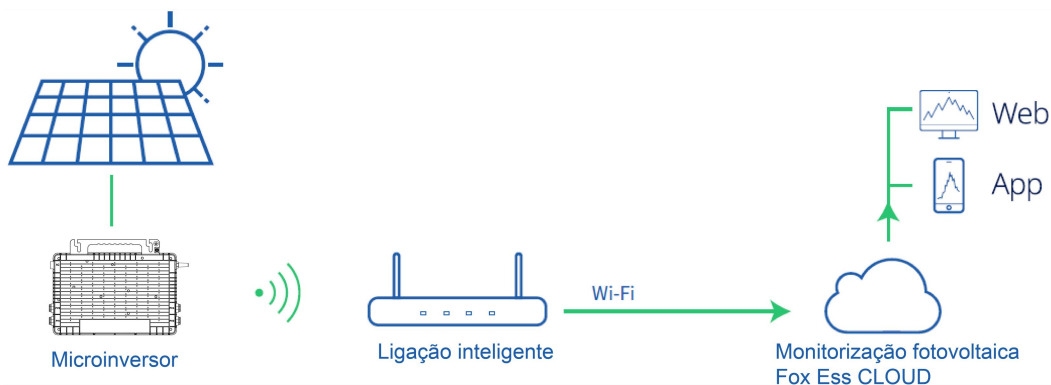 Web
App
Wi-Fi
Microinversor
Ligação inteligente
Monitorização fotovoltaica
Fox Ess CLOUD